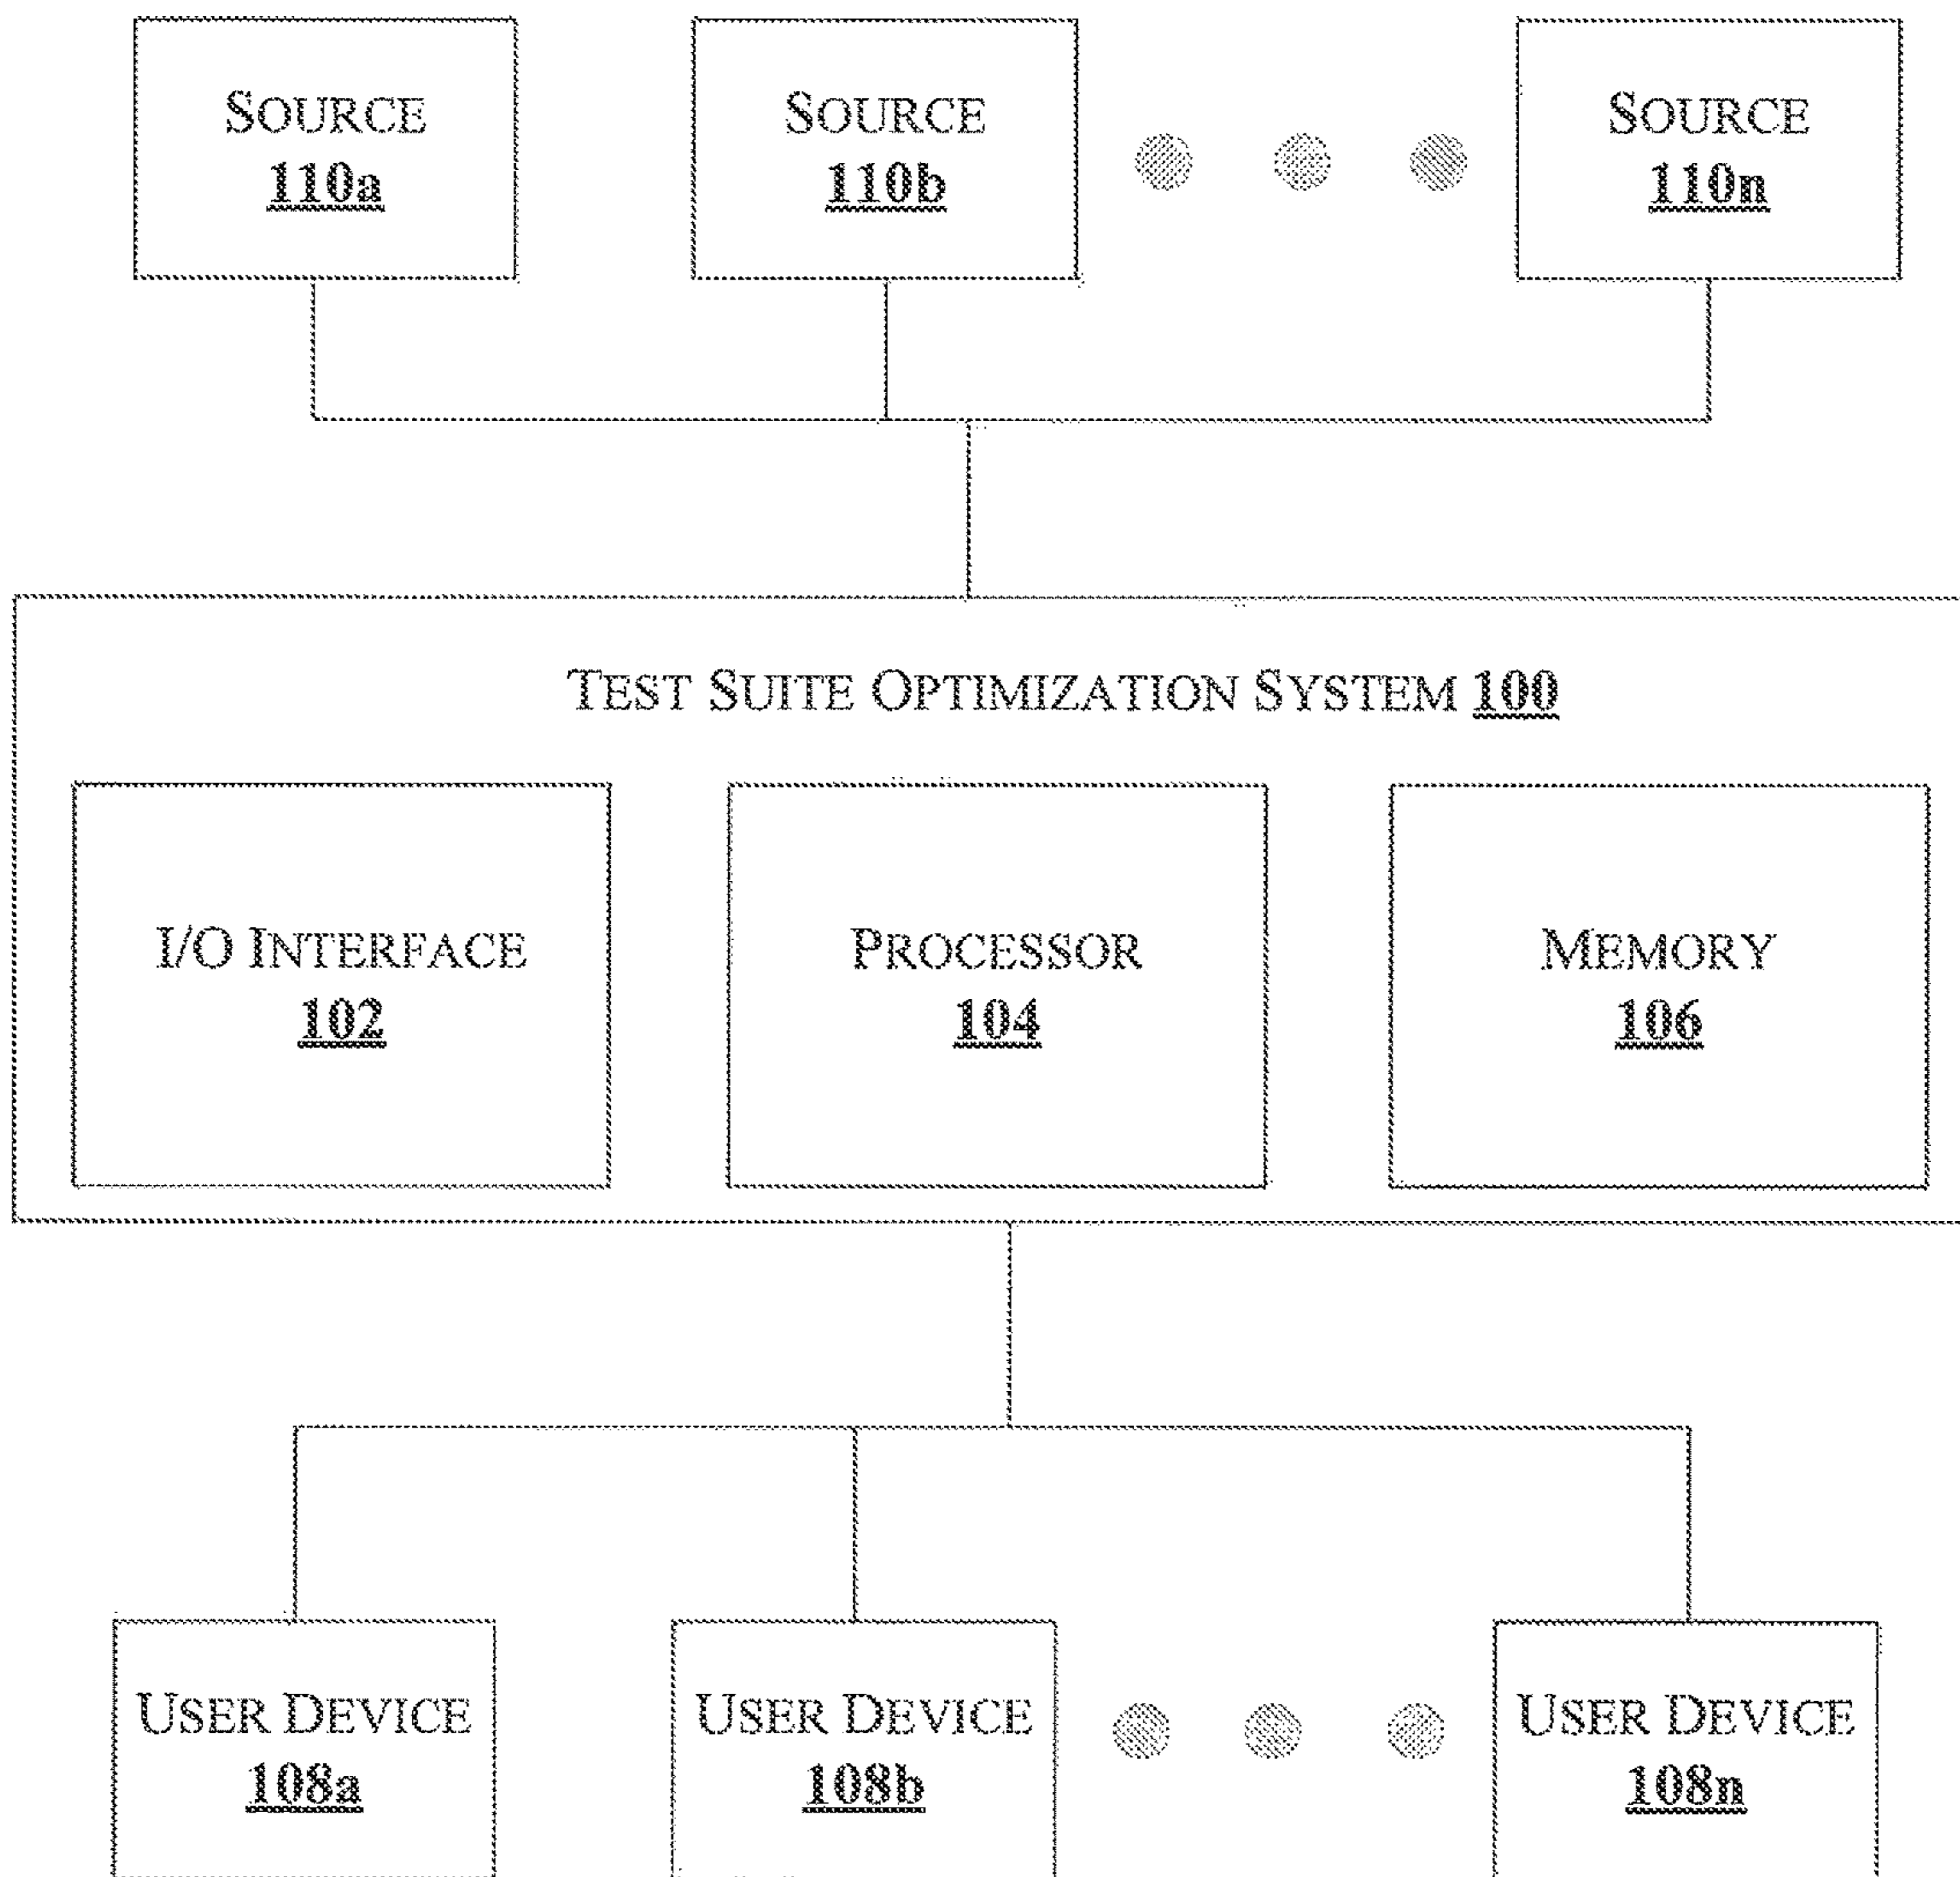 SOURCE
110a
SOURCE
110b
SOURCE
110n
TEST SUITE OPTIMIZATION SYSTEM 100
I/O INTERFACE
102
PROCESSOR
104
MEMORY
106
USER DEVICE
108a
USER DEVICE
108b
USER DEVICE
108n